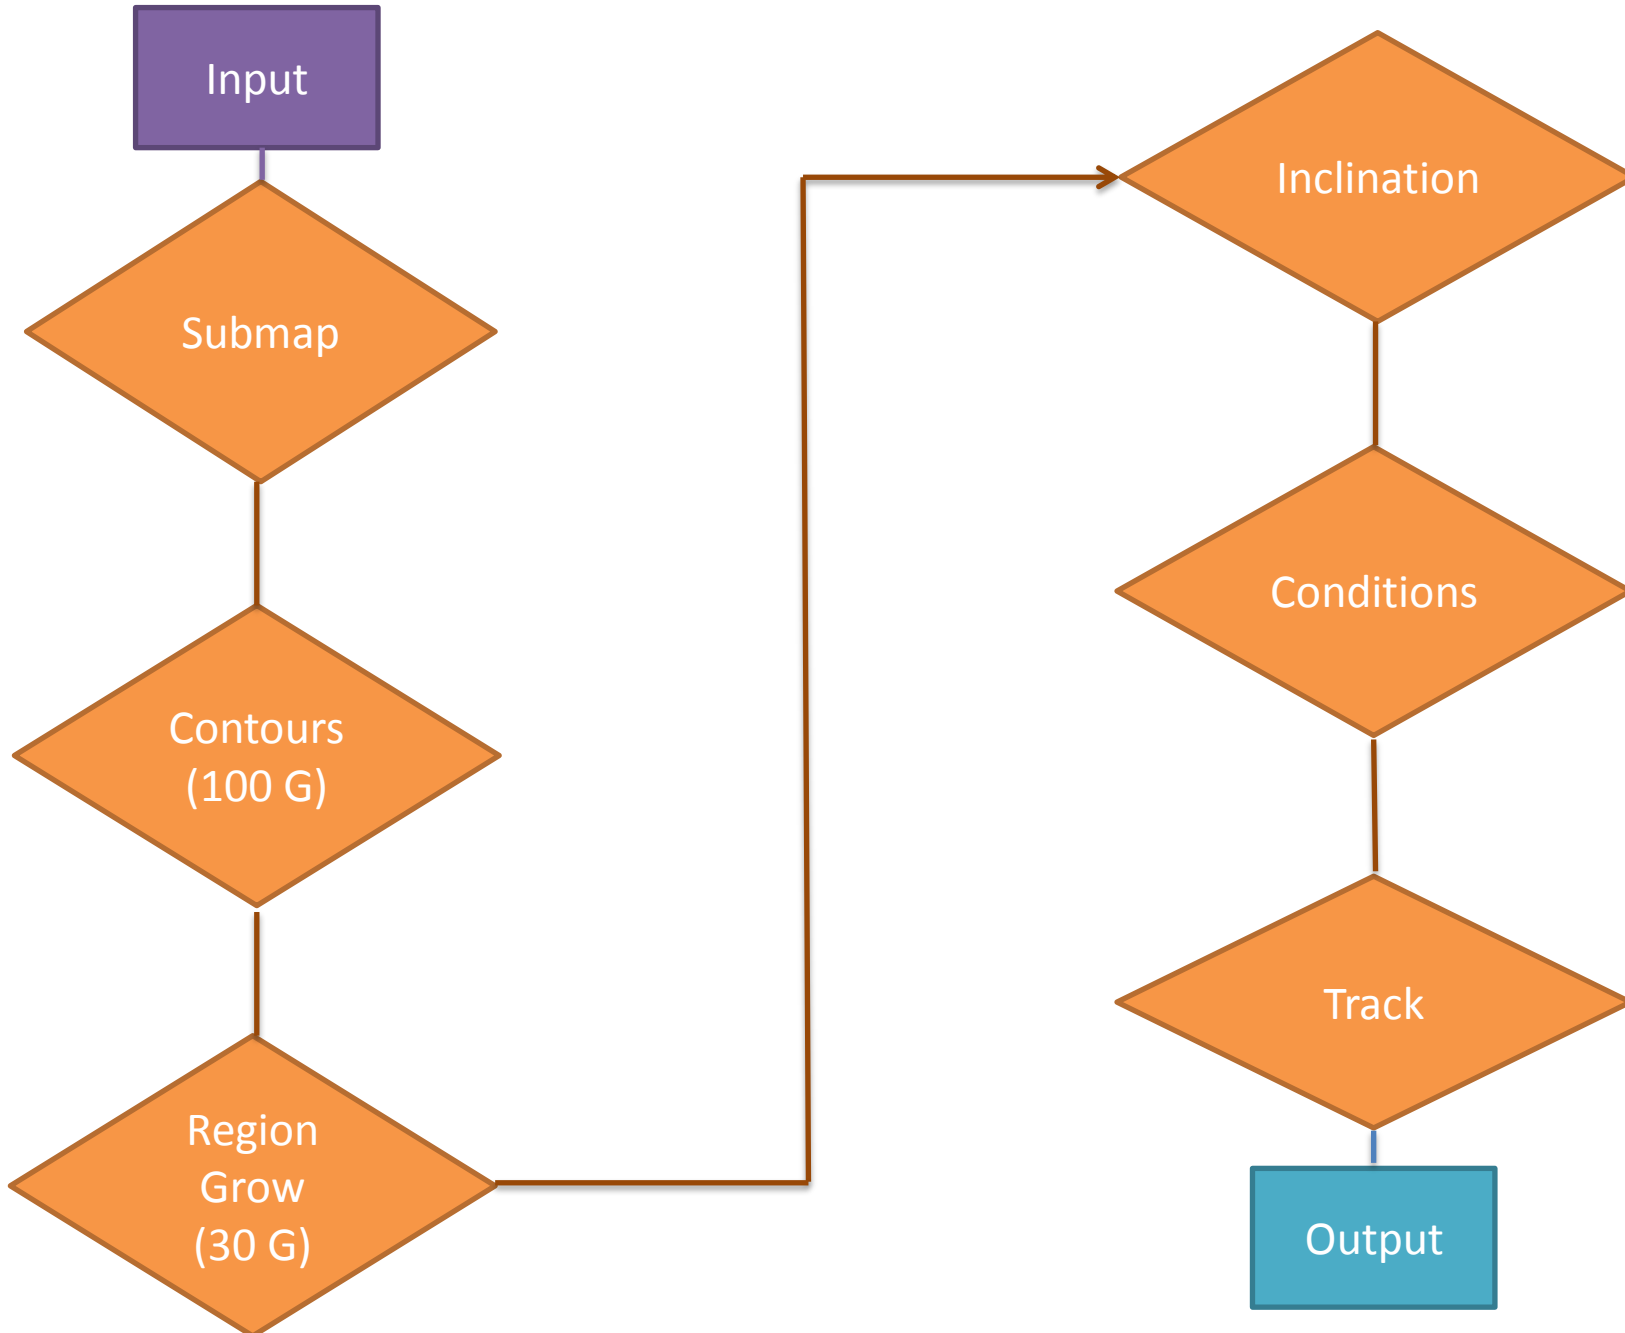 Input
Submap
Contours
(100 G)
Region
Grow
(30 G)
Inclination
Conditions
Track
Output